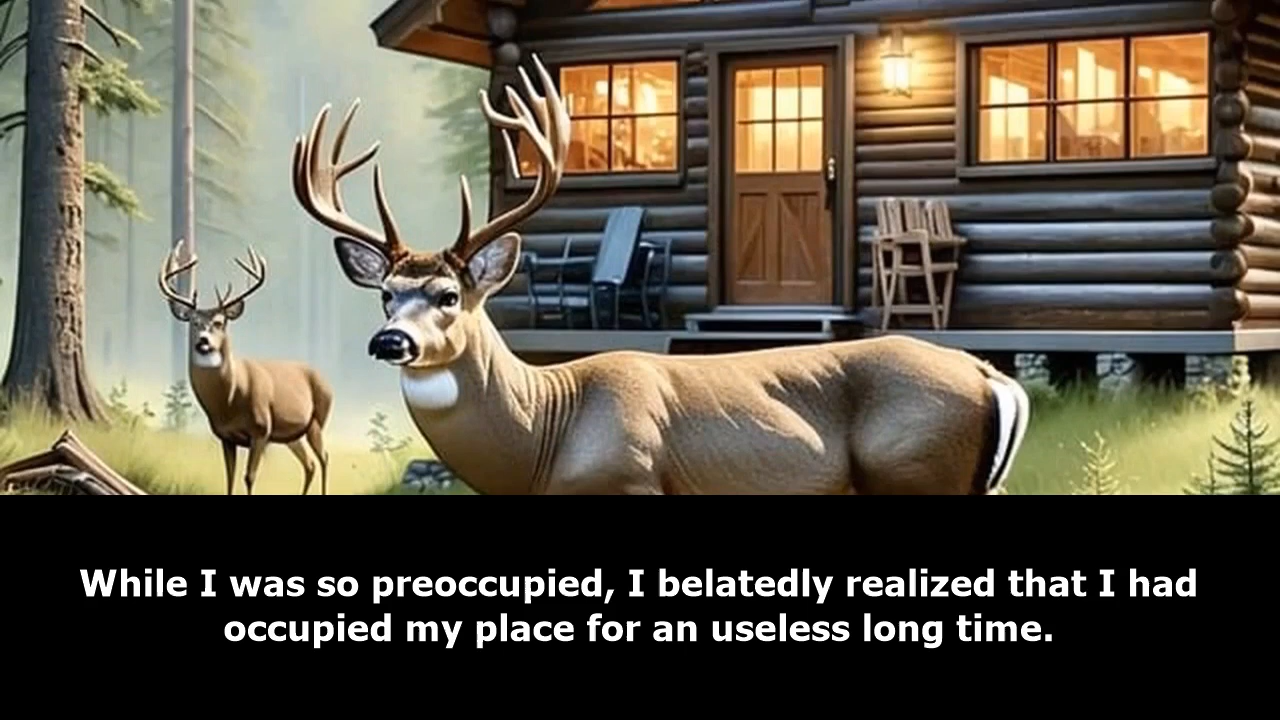 While I was so preoccupied, I belatedly realized that I had
occupied my place for an useless long time.